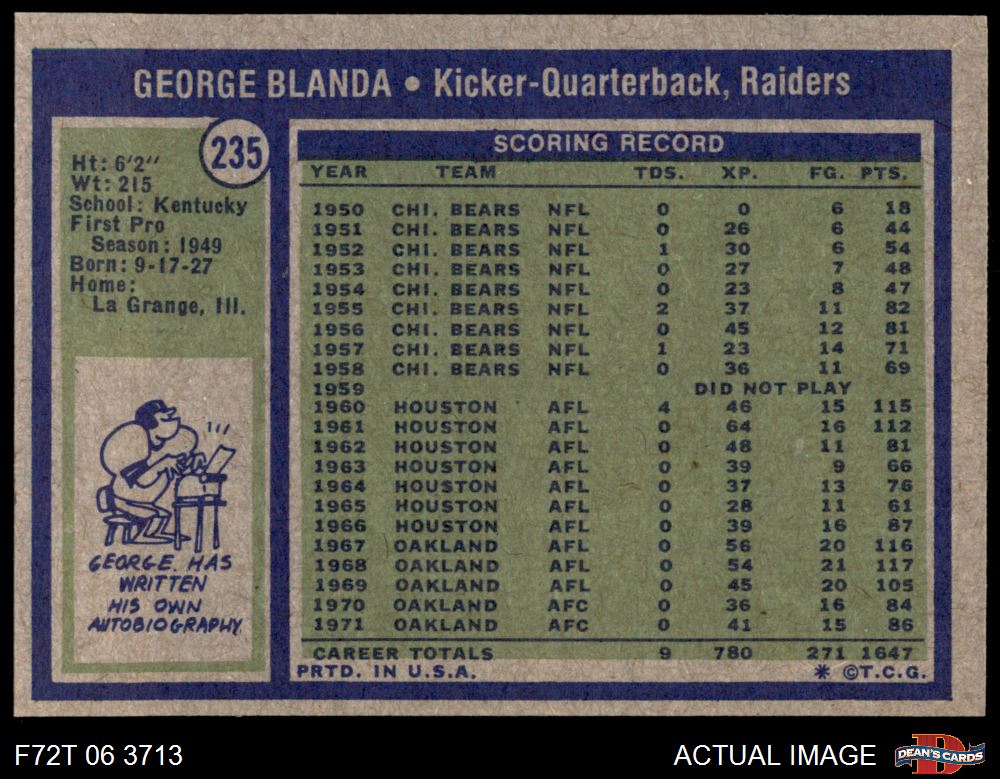 GEORGE BLANDA • Kicker-Quarterback, Raiders
235
Ht: 6'2''
Wt: 215
School: Kentucky
First Pro
Season: 1949
Born: 9-17-27
Home:
La Grange, Ill.
GEORGE HAS
WRITTEN
HIS OWN
AUTOBIOGRAPHY.
SCORING RECORD
YEAR TEAM TDS. XP. FG. PTS.
1950 CHI. BEARS NFL 0 0 6 18
1951 CHI. BEARS NFL 0 26 6 44
1952 CHI. BEARS NFL 1 30 6 54
1953 CHI. BEARS NFL 0 27 7 48
1954 CHI. BEARS NFL 0 23 8 47
1955 CHI. BEARS NFL 2 37 11 82
1956 CHI. BEARS NFL 0 45 12 81
1957 CHI. BEARS NFL 1 23 14 71
1958 CHI. BEARS NFL 0 36 11 69
1959 DID NOT PLAY
1960 HOUSTON AFL 4 46 15 115
1961 HOUSTON AFL 0 64 16 112
1962 HOUSTON AFL 0 48 11 81
1963 HOUSTON AFL 0 39 9 66
1964 HOUSTON AFL 0 37 13 76
1965 HOUSTON AFL 0 28 11 61
1966 HOUSTON AFL 0 39 16 87
1967 OAKLAND AFL 0 56 20 116
1968 OAKLAND AFL 0 54 21 117
1969 OAKLAND AFL 0 45 20 105
1970 OAKLAND AFC 0 36 16 84
1971 OAKLAND AFC 0 41 15 86
CAREER TOTALS 9 780 271 1647
PRTD. IN U.S.A. * ©T.C.G.
F72T 06 3713 ACTUAL IMAGE DEAN'S CARDS